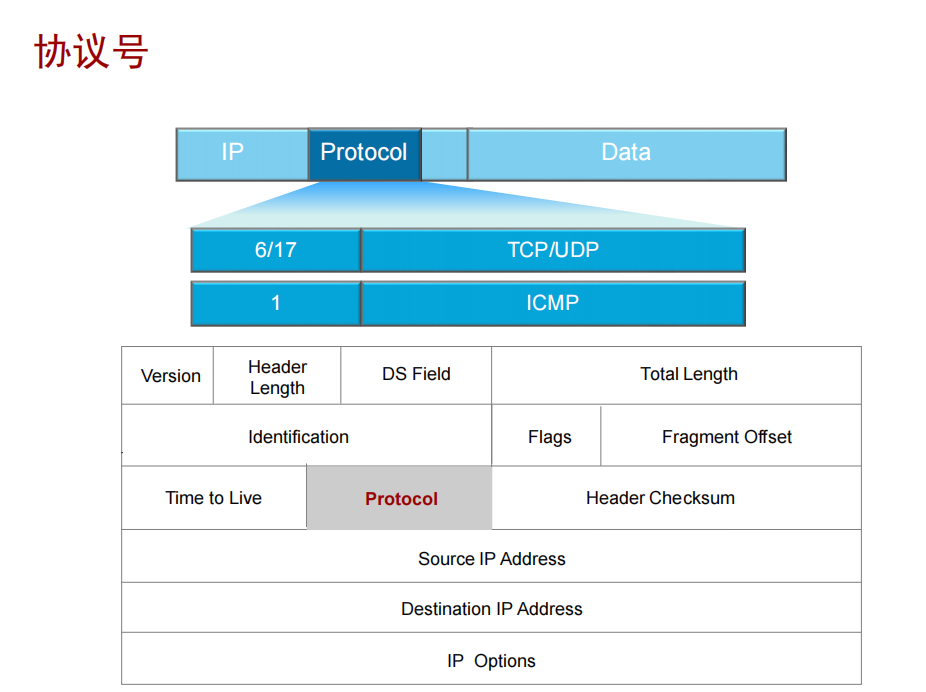 协议号
IP Protocol Data
6/17 TCP/UDP
1 ICMP
Version Header Length DS Field Total Length
Identification Flags Fragment Offset
Time to Live Protocol Header Checksum
Source IP Address
Destination IP Address
IP Options